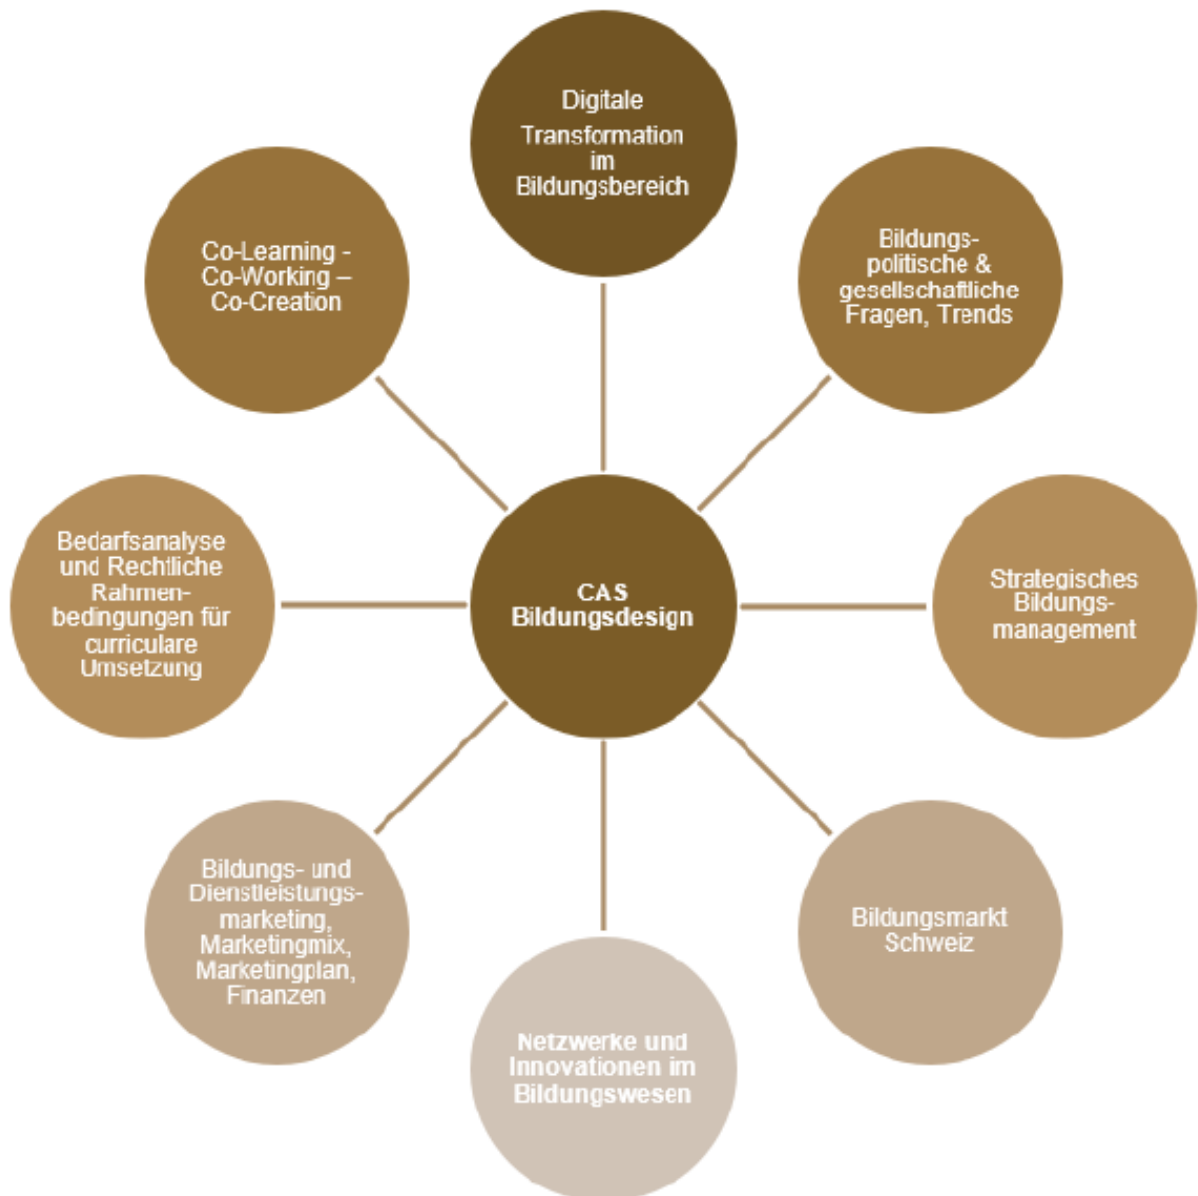 Digitale
Transformation
im
Bildungsbereich
Bildungs-
politische &
gesellschaftliche
Fragen, Trends
Strategisches
Bildungs-
management
Bildungsmarkt
Schweiz
Netzwerke und
Innovationen im
Bildungswesen
Bildungs- und
Dienstleistungs-
marketing,
Marketingmix,
Marketingplan,
Finanzen
Bedarfsanalyse
und Rechtliche
Rahmen-
bedingungen für
curriculare
Umsetzung
Co-Learning -
Co-Working –
Co-Creation
CAS
Bildungsdesign